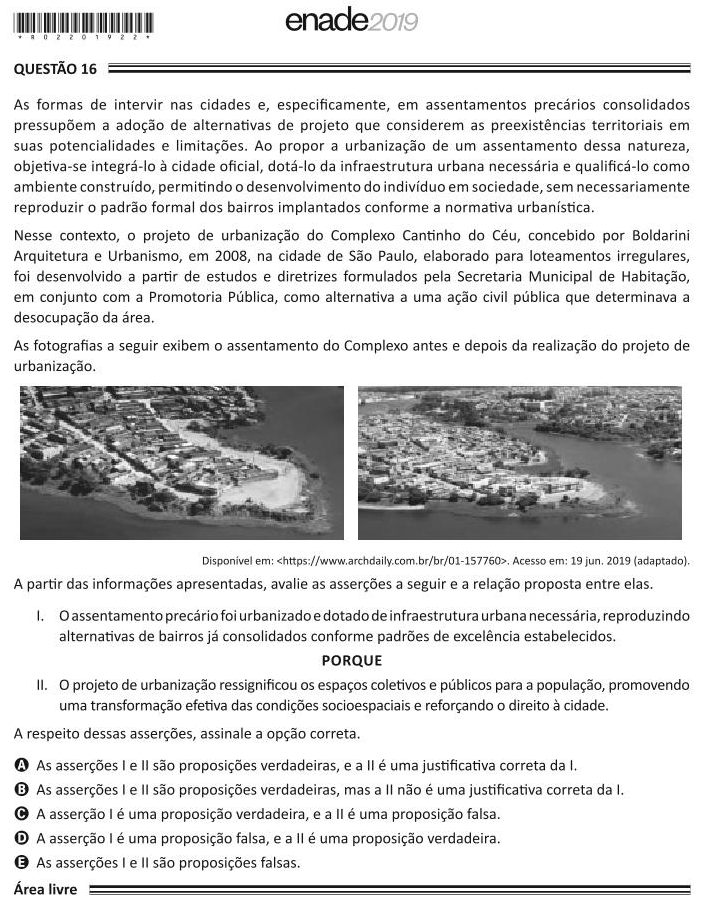 *R02201922*
enade2019
QUESTÃO 16
As formas de intervir nas cidades e, especificamente, em assentamentos precários consolidados
pressupõem a adoção de alternativas de projeto que considerem as preexistências territoriais em
suas potencialidades e limitações. Ao propor a urbanização de um assentamento dessa natureza,
objetiva-se integrá-lo à cidade oficial, dotá-lo da infraestrutura urbana necessária e qualificá-lo como
ambiente construído, permitindo o desenvolvimento do indivíduo em sociedade, sem necessariamente
reproduzir o padrão formal dos bairros implantados conforme a normativa urbanística.
Nesse contexto, o projeto de urbanização do Complexo Cantinho do Céu, concebido por Boldarini
Arquitetura e Urbanismo, em 2008, na cidade de São Paulo, elaborado para loteamentos irregulares,
foi desenvolvido a partir de estudos e diretrizes formulados pela Secretaria Municipal de Habitação,
em conjunto com a Promotoria Pública, como alternativa a uma ação civil pública que determinava a
desocupação da área.
As fotografias a seguir exibem o assentamento do Complexo antes e depois da realização do projeto de
urbanização.
Disponível em: <https://www.archdaily.com.br/br/01-157760>. Acesso em: 19 jun. 2019 (adaptado).
A partir das informações apresentadas, avalie as asserções a seguir e a relação proposta entre elas.
I. O assentamento precário foi urbanizado e dotado de infraestrutura urbana necessária, reproduzindo
alternativas de bairros já consolidados conforme padrões de excelência estabelecidos.
PORQUE
II. O projeto de urbanização ressignificou os espaços coletivos e públicos para a população, promovendo
uma transformação efetiva das condições socioespaciais e reforçando o direito à cidade.
A respeito dessas asserções, assinale a opção correta.
A As asserções I e II são proposições verdadeiras, e a II é uma justificativa correta da I.
B As asserções I e II são proposições verdadeiras, mas a II não é uma justificativa correta da I.
C A asserção I é uma proposição verdadeira, e a II é uma proposição falsa.
D A asserção I é uma proposição falsa, e a II é uma proposição verdadeira.
E As asserções I e II são proposições falsas.
Área livre